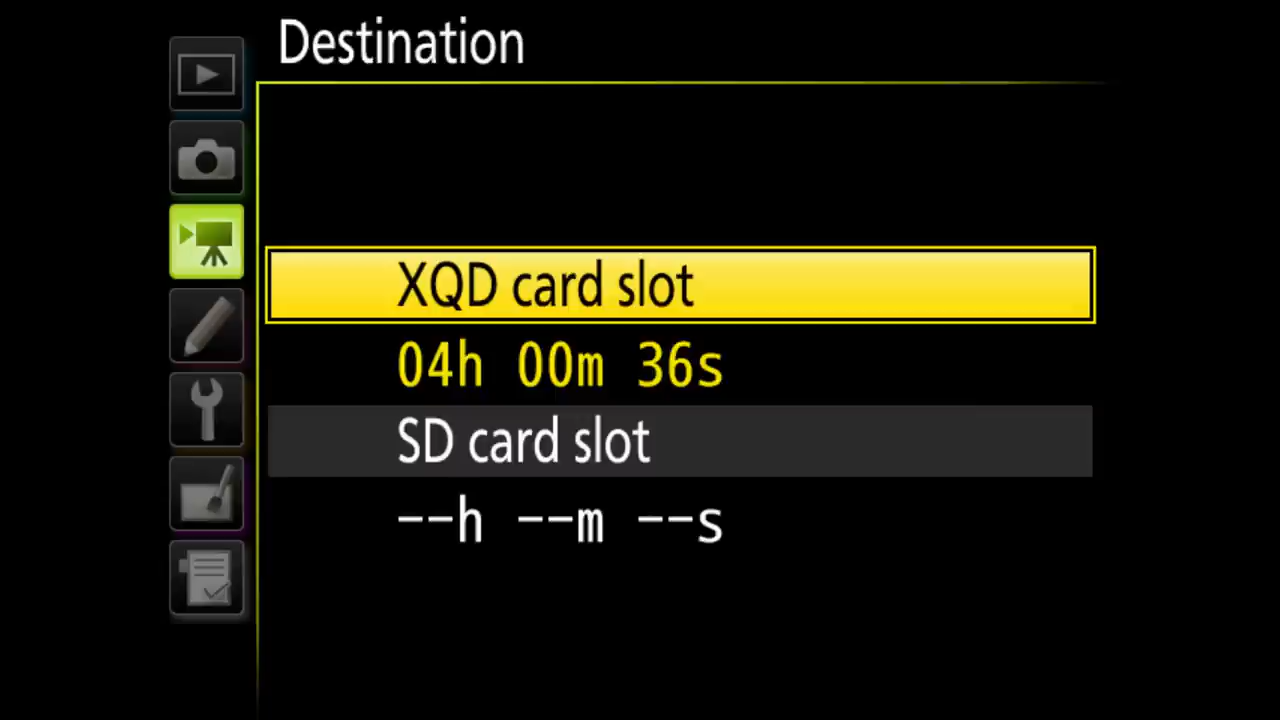 Destination
XQD card slot
04h 00m 36s
SD card slot
--h --m --s